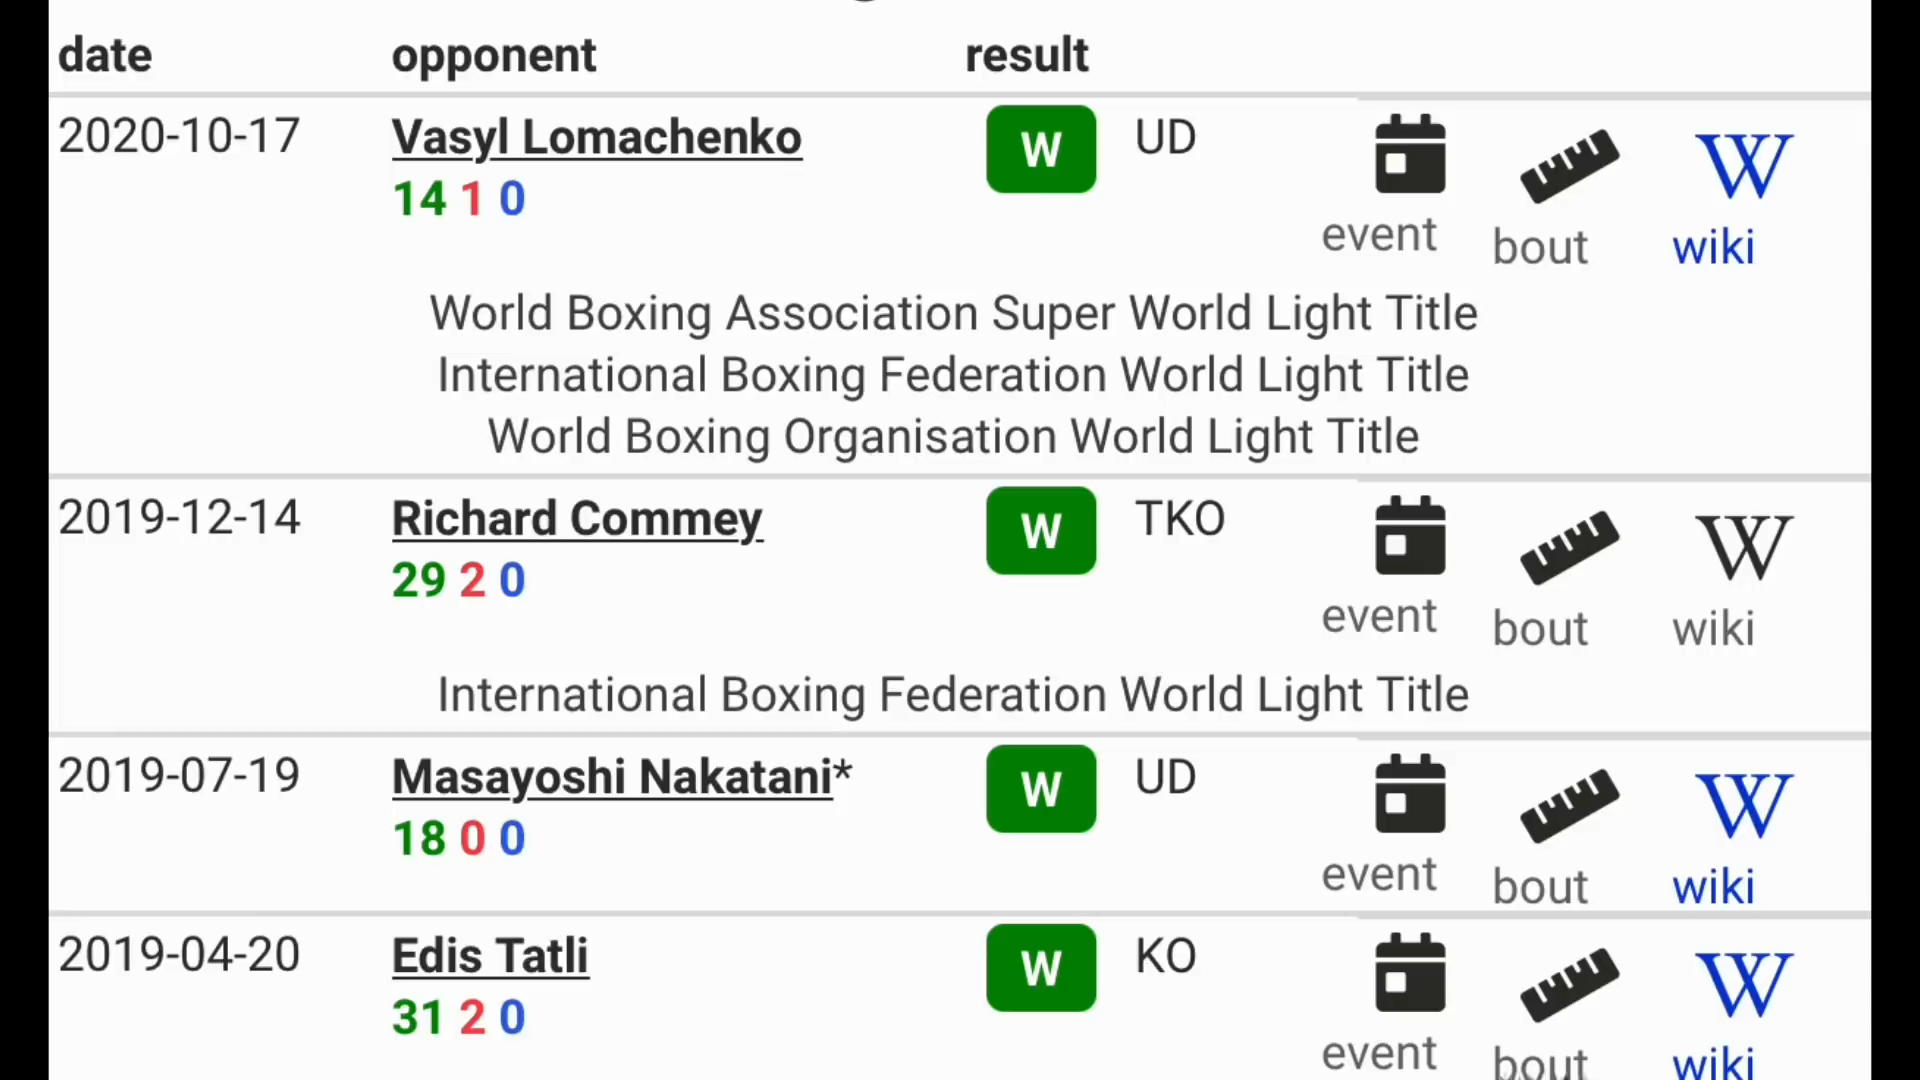 date opponent result
2020-10-17 Vasyl Lomachenko W UD W
14 1 0
event bout wiki
World Boxing Association Super World Light Title
International Boxing Federation World Light Title
World Boxing Organisation World Light Title
2019-12-14 Richard Commey W TKO W
29 2 0
event bout wiki
International Boxing Federation World Light Title
2019-07-19 Masayoshi Nakatani* W UD W
18 0 0
event bout wiki
2019-04-20 Edis Tatli W KO W
31 2 0
event bout wiki